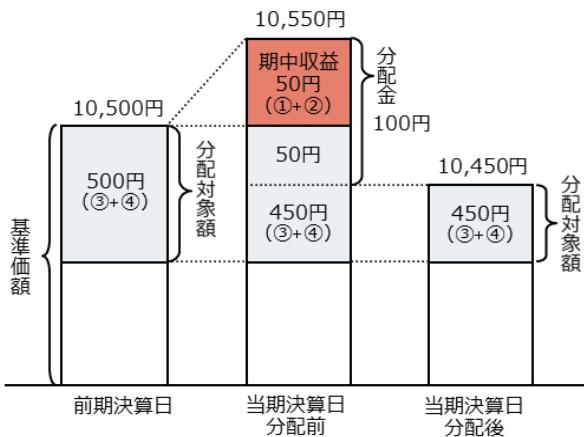 10,550円
期中収益
50円
(①+②)
分配金
100円
10,500円
500円
(③+④)
分配対象額
50円
450円
(③+④)
10,450円
450円
(③+④)
分配対象額
基準価額
前期決算日
当期決算日
分配前
当期決算日
分配後